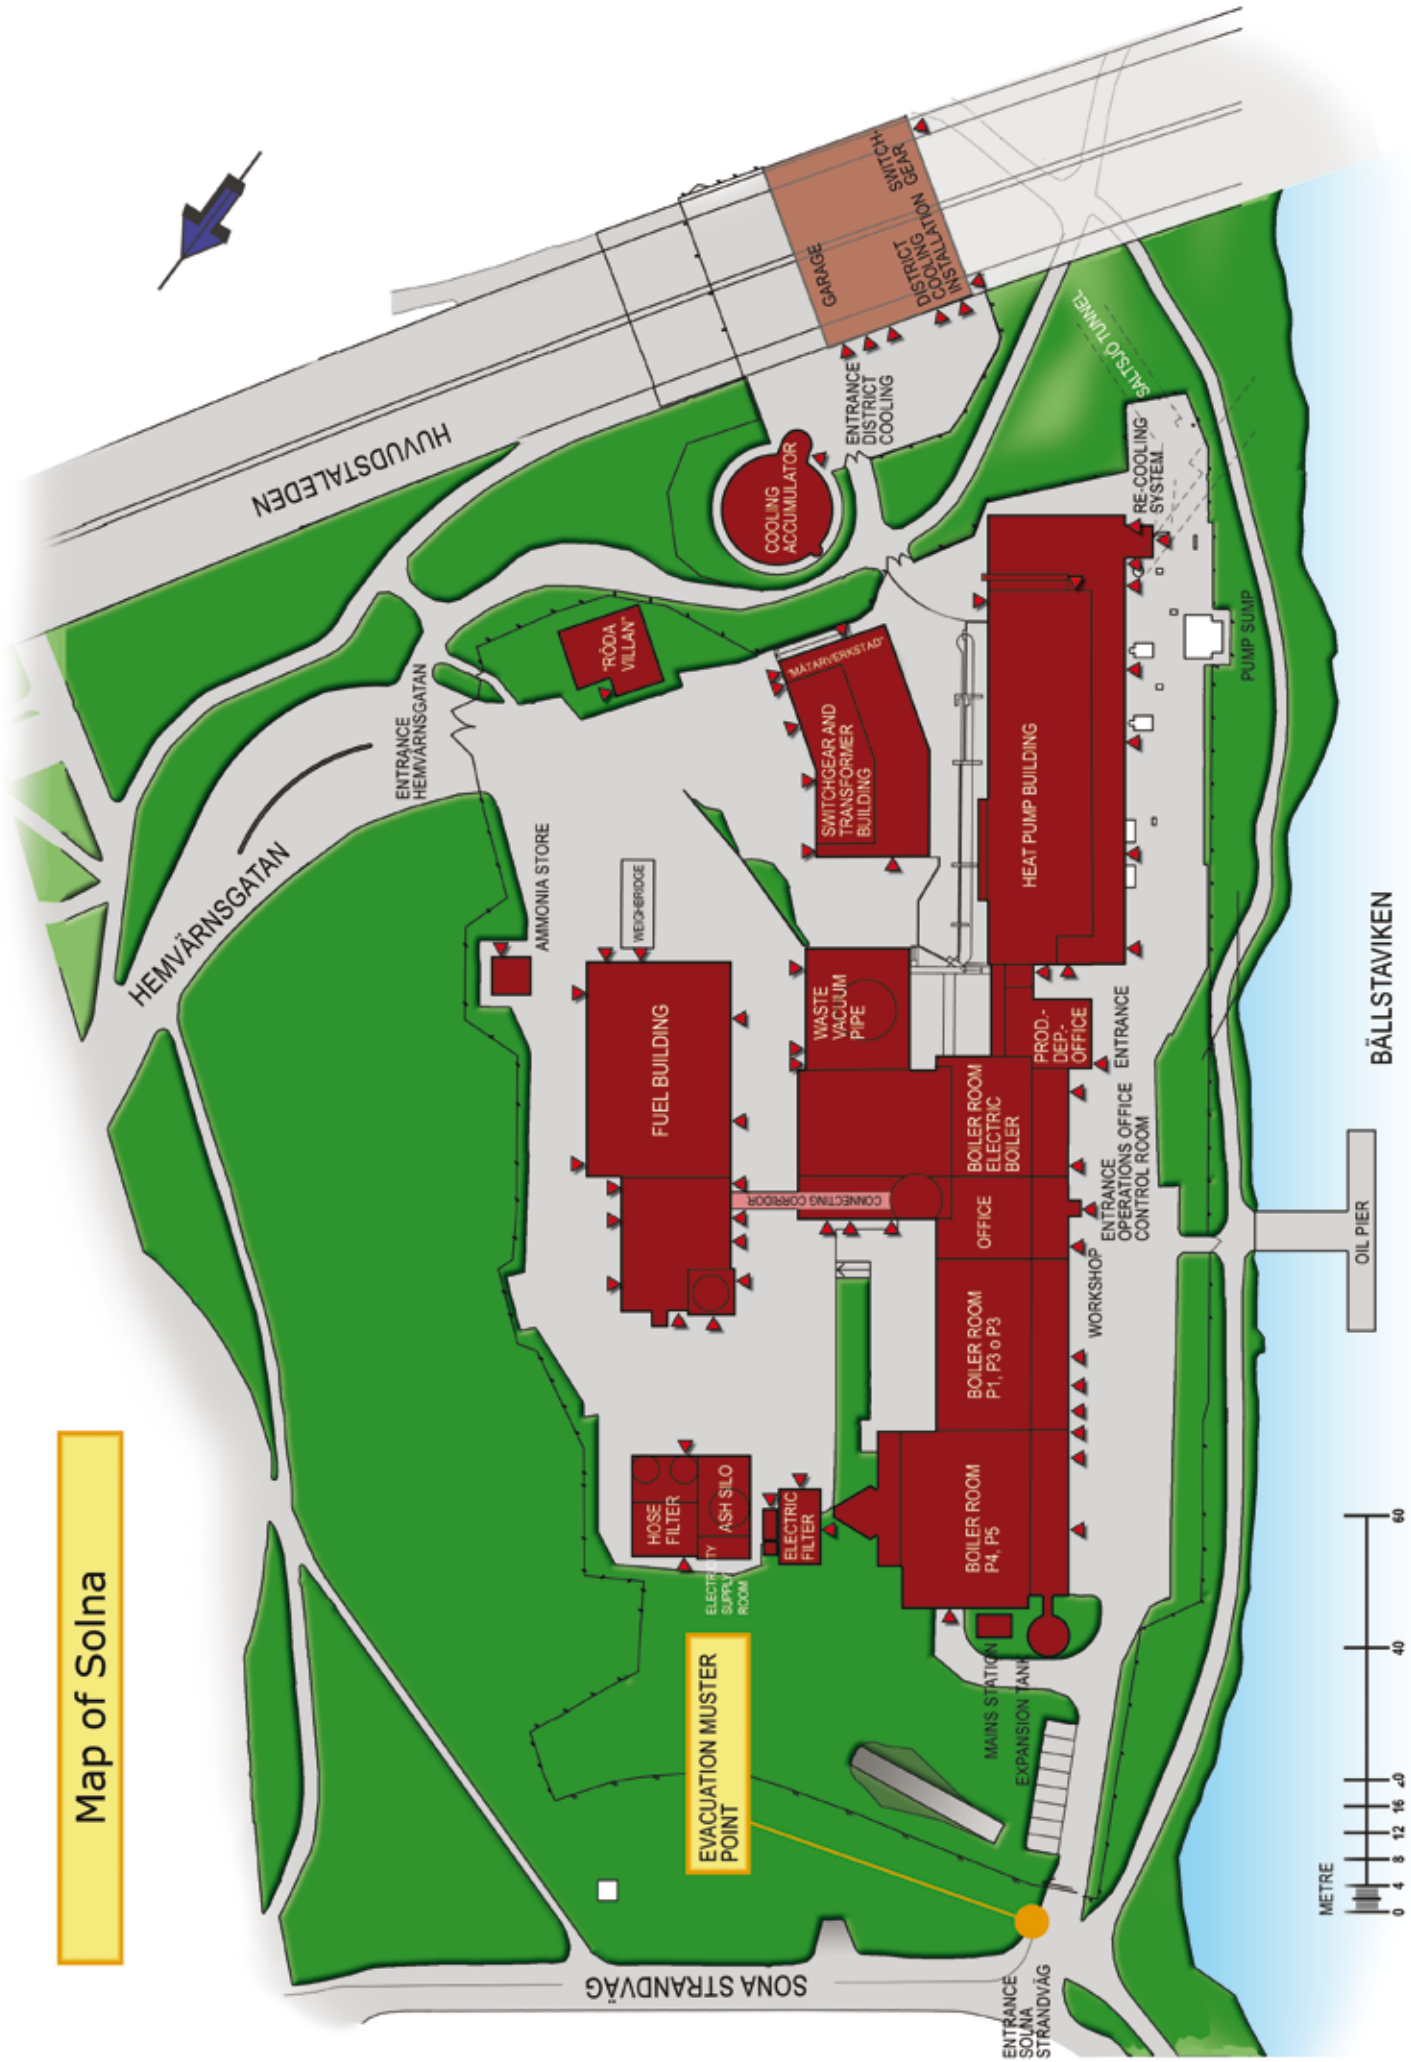 Map of Solna
HUVUDSTALEDEN
GARAGE
DISTRICT
COOLING
INSTALLATION
SWITCH-
GEAR
ENTRANCE
DISTRICT
COOLING
COOLING
ACCUMULATOR
SALTSJÖ TUNNEL
RE-COOLING
SYSTEM
PUMP SUMP
"RÖDA
VILLAN"
ENTRANCE
HEMVÄRNSGATAN
HEMVÄRNSGATAN
"MÄTARVERKSTAD"
SWITCHGEAR AND
TRANSFORMER
BUILDING
HEAT PUMP BUILDING
AMMONIA STORE
WEIGHBRIDGE
FUEL BUILDING
WASTE
VACUUM
PIPE
PROD.-
DEP.-
OFFICE
ENTRANCE
BÄLLSTAVIKEN
BOILER ROOM
ELECTRIC
BOILER
CONNECTING CORRIDOR
OFFICE
ENTRANCE
OPERATIONS OFFICE
CONTROL ROOM
WORKSHOP
OIL PIER
BOILER ROOM
P1, P3 o P3
BOILER ROOM
P4, P5
HOSE
FILTER
ASH SILO
ELECTRICITY
SUPPLY
ROOM
ELECTRIC
FILTER
MAINS STATION
EXPANSION TANK
EVACUATION MUSTER
POINT
SONA STRANDVÄG
ENTRANCE
SOLNA
STRANDVÄG
METRE
0 4 8 12 16 20 40 60